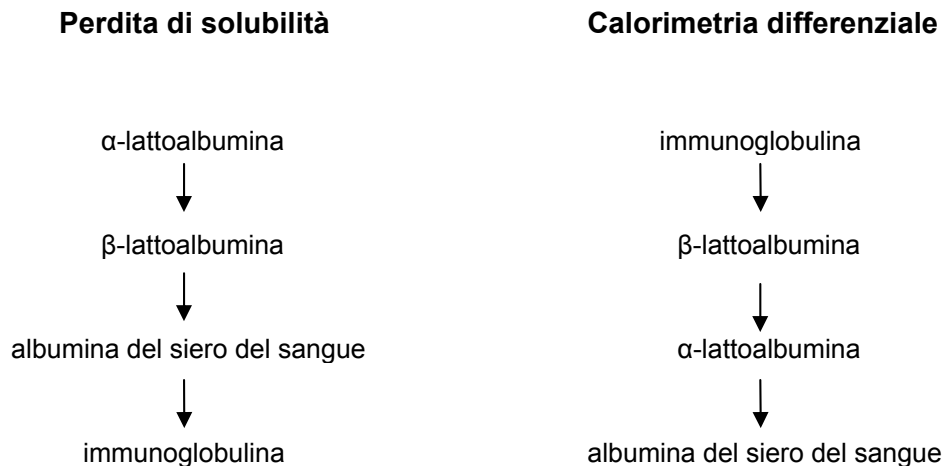 Perdita di solubilità
α-lattoalbumina
β-lattoalbumina
albumina del siero del sangue
immunoglobulina
Calorimetria differenziale
immunoglobulina
β-lattoalbumina
α-lattoalbumina
albumina del siero del sangue